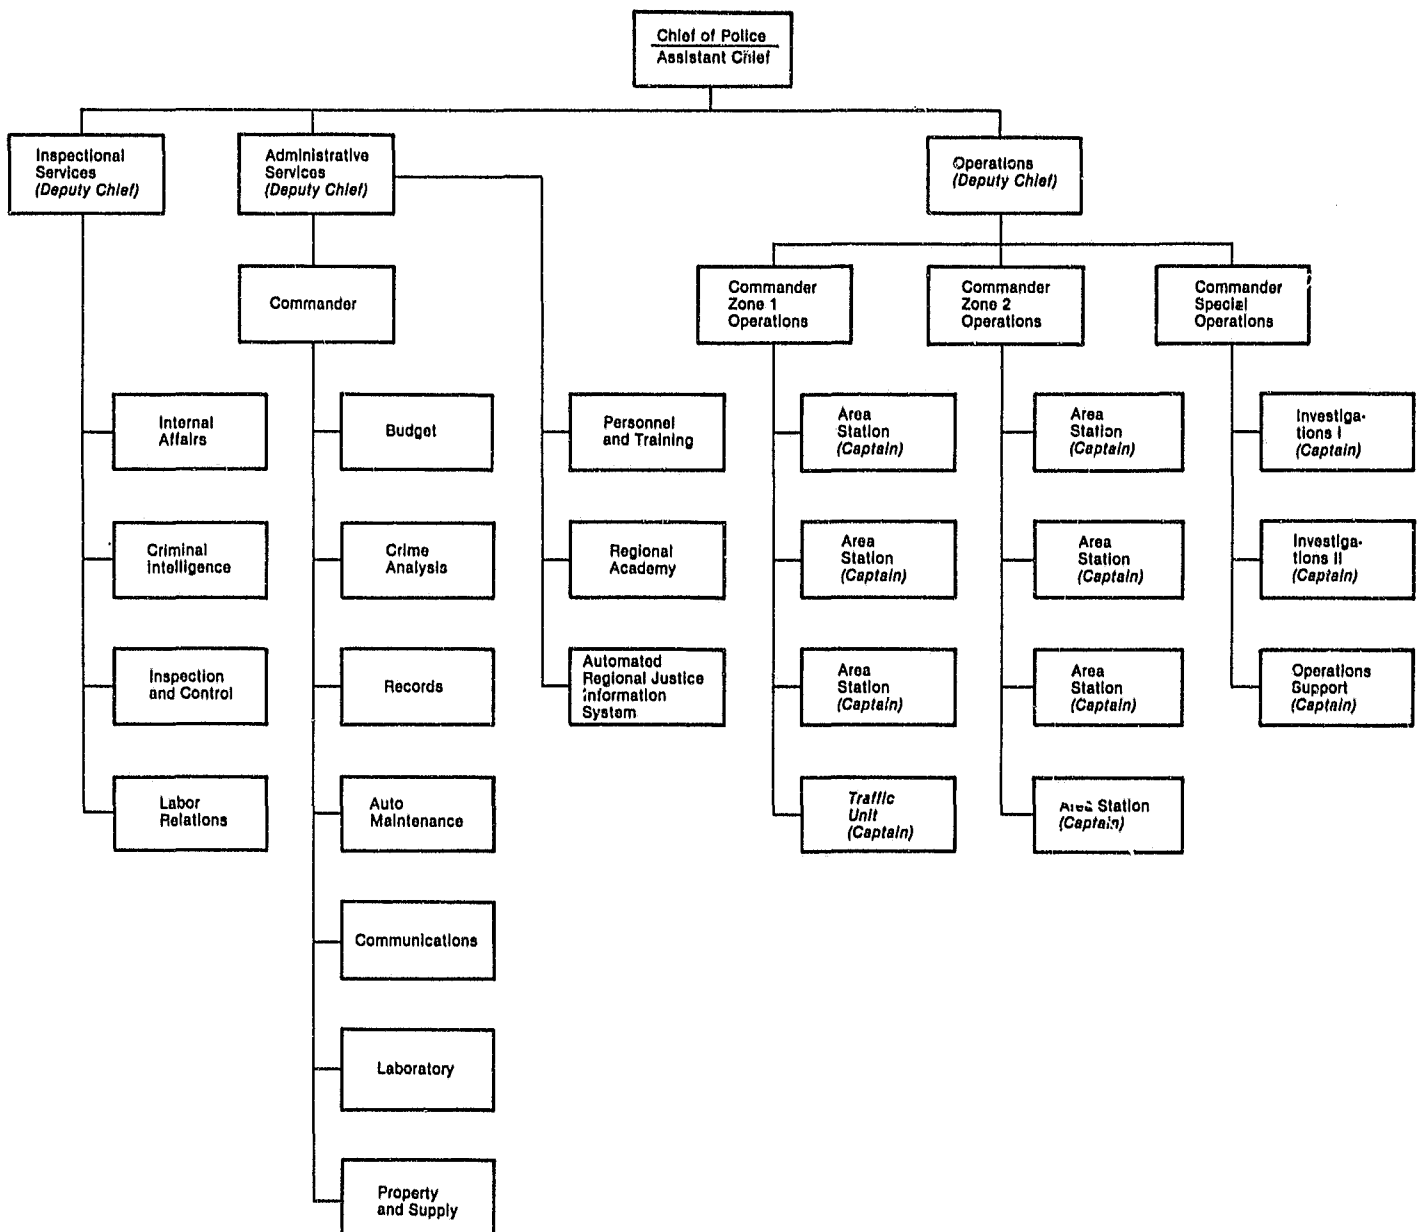 Chief of Police
Assistant Chief
Inspectional
Services
(Deputy Chief)
Administrative
Services
(Deputy Chief)
Operations
(Deputy Chief)
Commander
Commander
Zone 1
Operations
Commander
Zone 2
Operations
Commander
Special
Operations
Internal
Affairs
Budget
Personnel
and Training
Area
Station
(Captain)
Area
Station
(Captain)
Investiga-
tions I
(Captain)
Criminal
Intelligence
Crime
Analysis
Regional
Academy
Area
Station
(Captain)
Area
Station
(Captain)
Investiga-
tions II
(Captain)
Inspection
and Control
Records
Automated
Regional Justice
Information
System
Area
Station
(Captain)
Area
Station
(Captain)
Operations
Support
(Captain)
Labor
Relations
Auto
Maintenance
Traffic
Unit
(Captain)
Area Station
(Captain)
Communications
Laboratory
Property
and Supply